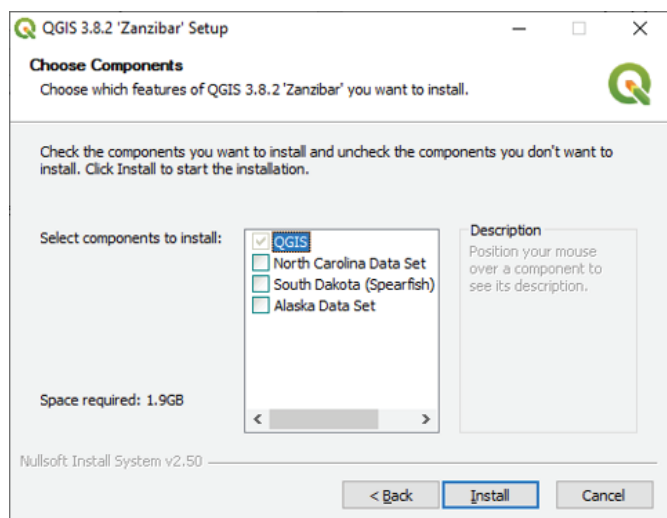 QGIS 3.8.2 'Zanzibar' Setup
Choose Components
Choose which features of QGIS 3.8.2 'Zanzibar' you want to install.
Check the components you want to install and uncheck the components you don't want to
install. Click Install to start the installation.
Select components to install:
QGIS
North Carolina Data Set
South Dakota (Spearfish)
Alaska Data Set
Description
Position your mouse
over a component to
see its description.
Space required: 1.9GB
Nullsoft Install System v2.50
< Back
Install
Cancel